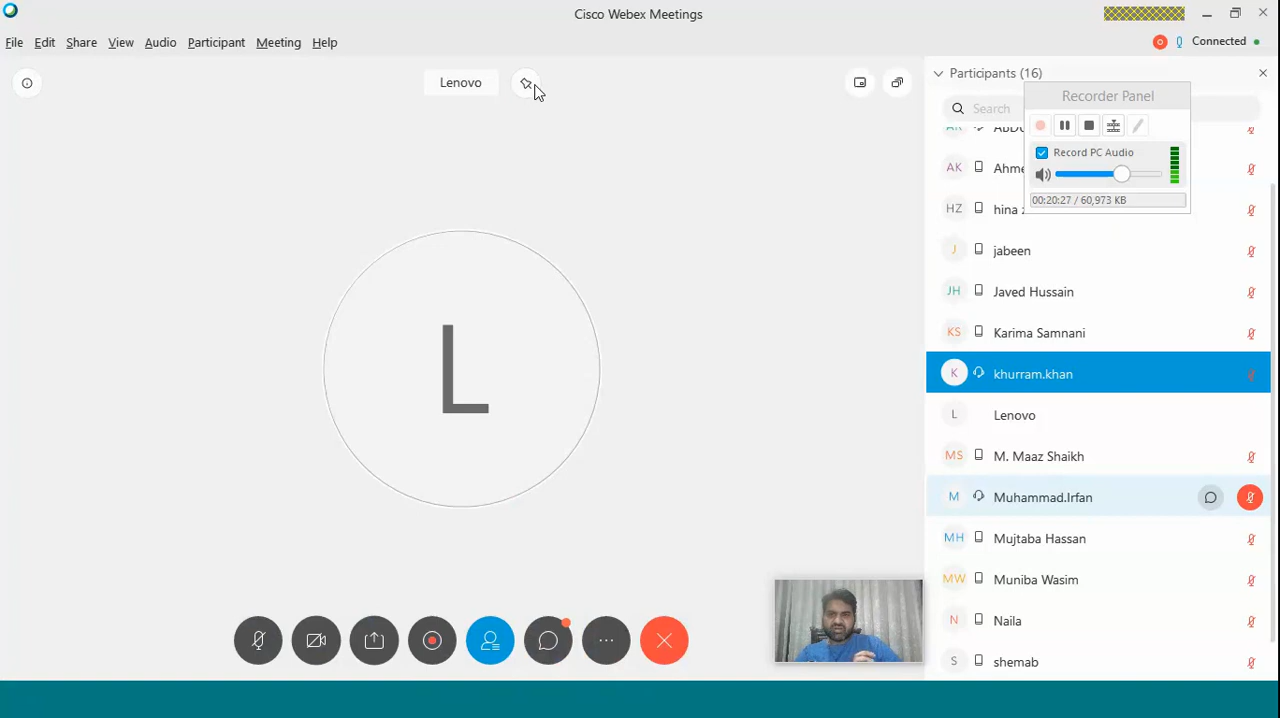 Cisco Webex Meetings
File Edit Share View Audio Participant Meeting Help
Connected
Lenovo
Participants (16)
Search
Recorder Panel
Record PC Audio
00:20:27 / 60,973 KB
L
AK Ahme
HZ hina
J jabeen
JH Javed Hussain
KS Karima Samnani
K khurram.khan
L Lenovo
MS M. Maaz Shaikh
M Muhammad.Irfan
MH Mujtaba Hassan
MW Muniba Wasim
N Naila
S shemab